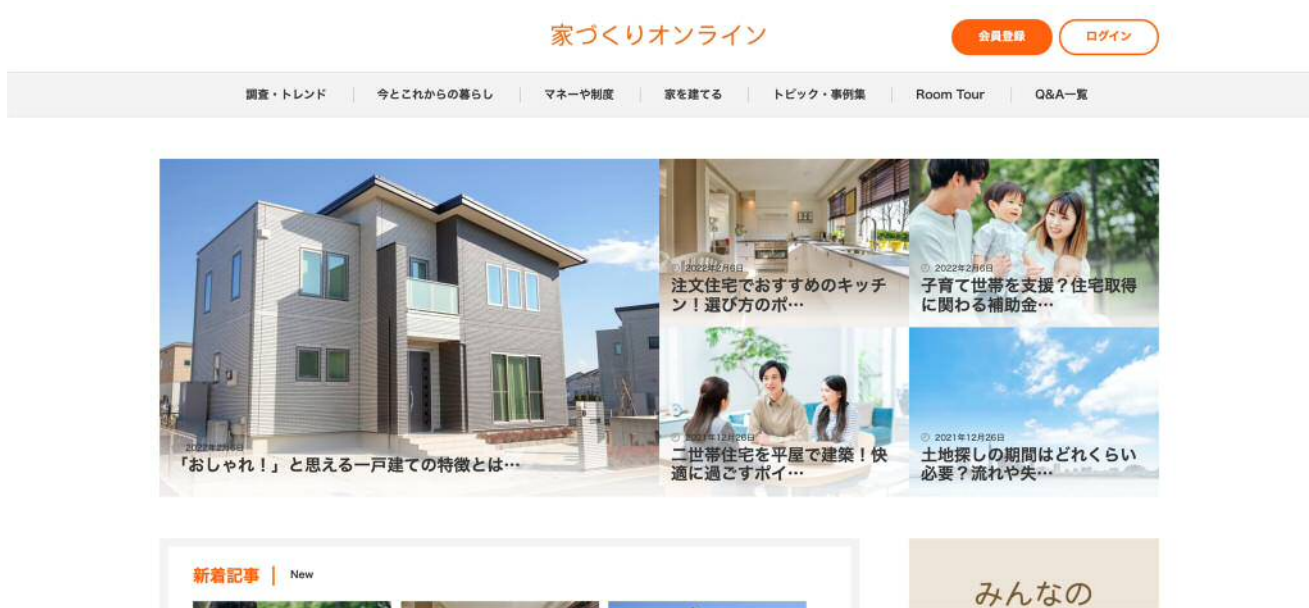 家づくりオンライン
会員登録
ログイン
調査・トレンド
今とこれからの暮らし
マネーや制度
家を建てる
トピック・事例集
Room Tour
Q&A一覧
2022年2月6日
「おしゃれ！」と思える一戸建ての特徴とは…
2022年2月6日
注文住宅でおすすめのキッチ
ン！選び方のポ…
2022年2月6日
子育て世帯を支援？住宅取得
に関わる補助金…
2021年12月26日
二世帯住宅を平屋で建築！快
適に過ごすポイ…
2021年12月26日
土地探しの期間はどれくらい
必要？流れや失…
新着記事
New
みんなの